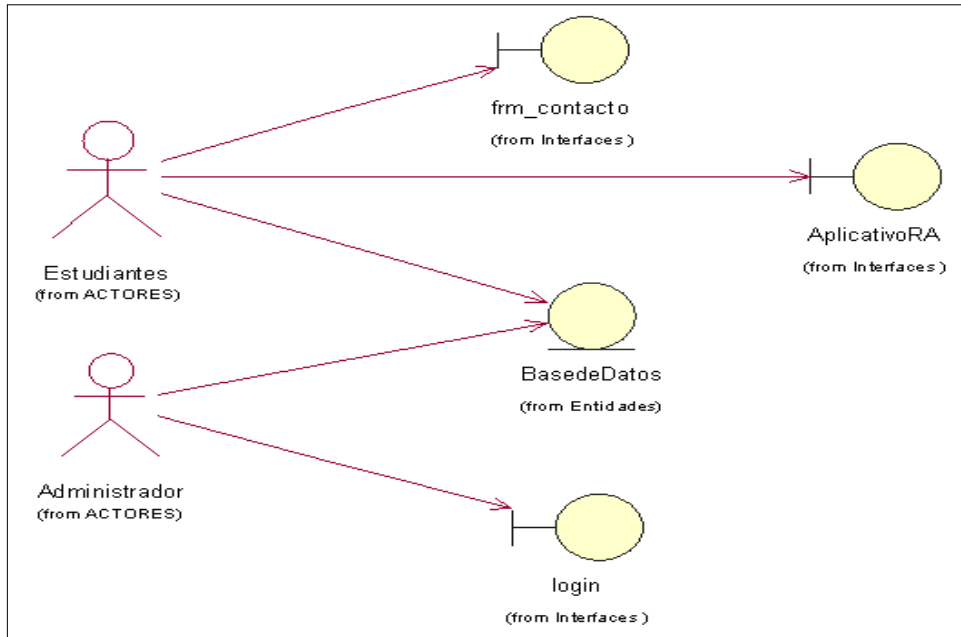 frm_contacto
(from Interfaces )
AplicativoRA
(from Interfaces )
Estudiantes
(from ACTORES)
BasedeDatos
(from Entidades)
Administrador
(from ACTORES)
login
(from Interfaces )